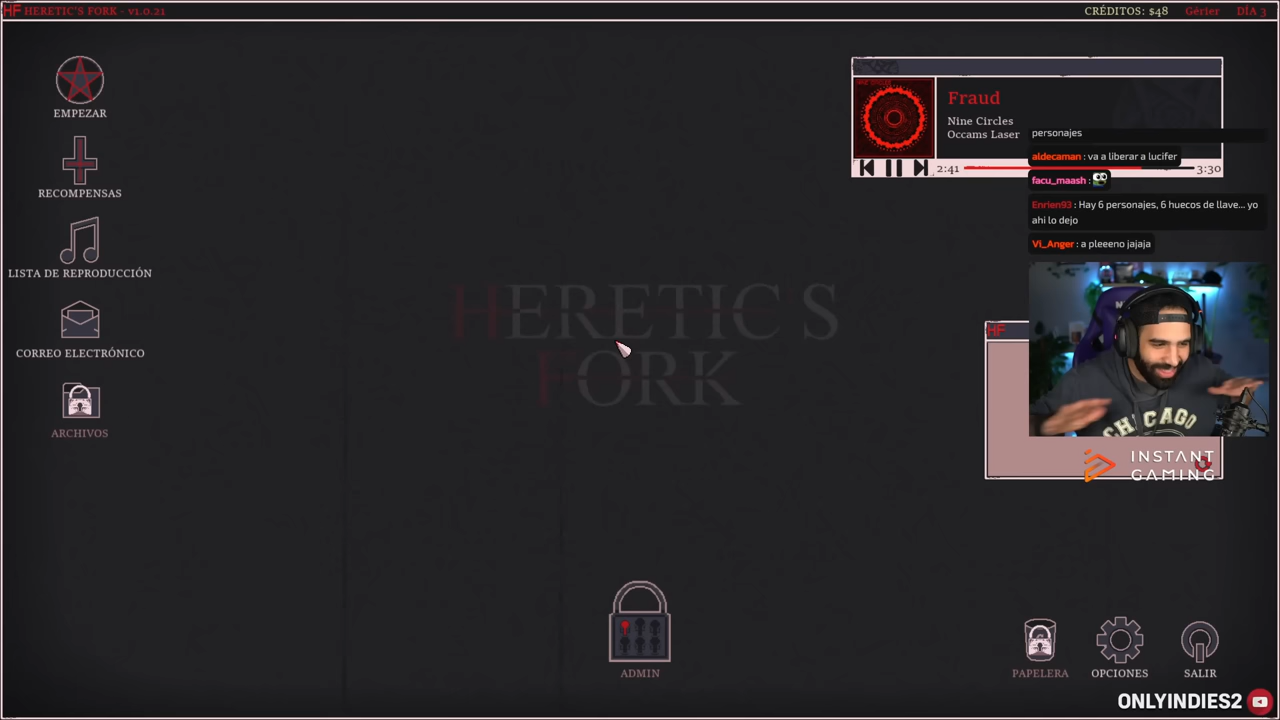 HF HERETIC'S FORK - v1.0.21
CRÉDITOS: $48 Gérier DÍA 3
EMPEZAR
RECOMPENSAS
LISTA DE REPRODUCCIÓN
CORREO ELECTRÓNICO
ARCHIVOS
Fraud
Nine Circles
Occams Laser
2:41
3:30
personajes
aldecaman : va a liberar a lucifer
facu_maash :
Enrien93 : Hay 6 personajes, 6 huecos de llave... yo
ahi lo dejo
Vi_Anger : a pleeeno jajaja
HERETIC'S
FORK
HF
CHICAGO
INSTANT
GAMING
ADMIN
PAPELERA
OPCIONES
SALIR
ONLYINDIES2